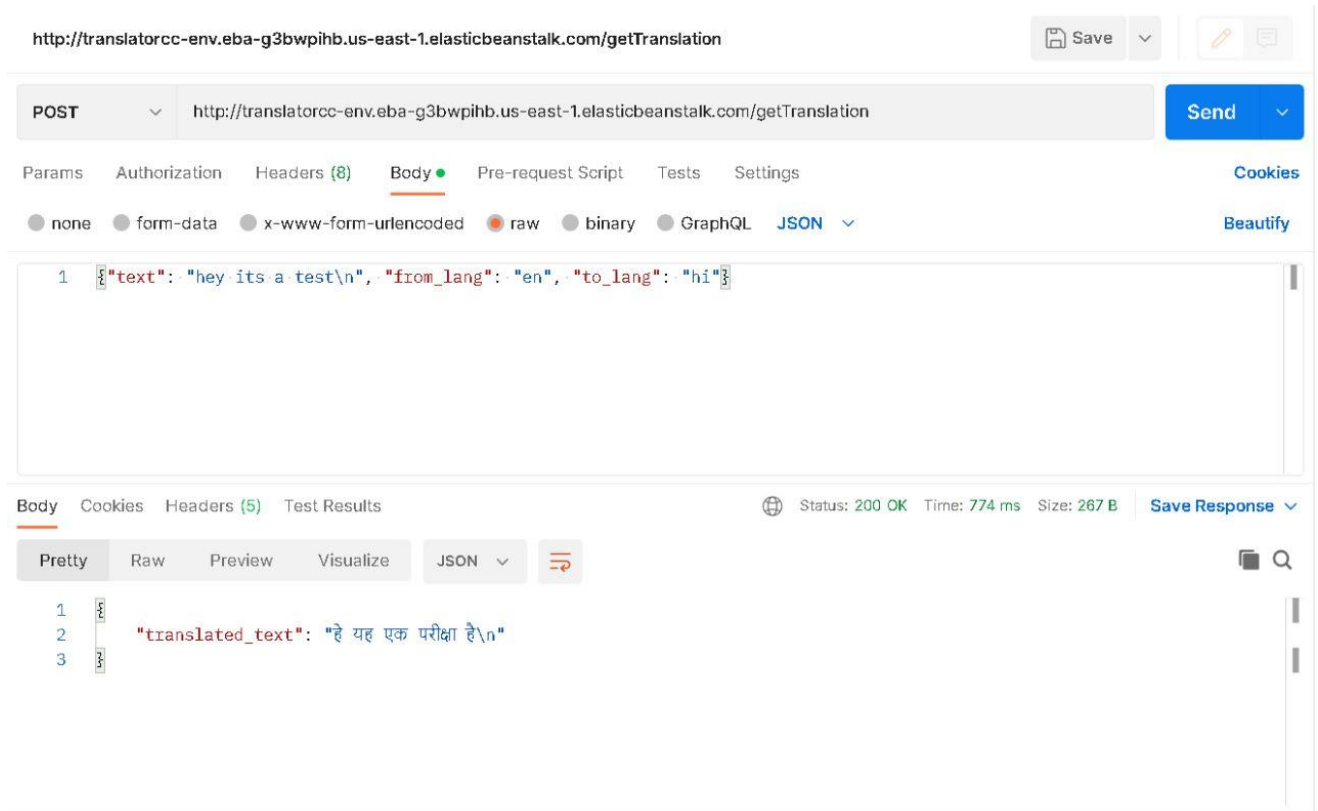 http://translatorcc-env.eba-g3bwpihb.us-east-1.elasticbeanstalk.com/getTranslation Save
POST http://translatorcc-env.eba-g3bwpihb.us-east-1.elasticbeanstalk.com/getTranslation Send
Params Authorization Headers (8) Body Pre-request Script Tests Settings Cookies
none form-data x-www-form-urlencoded raw binary GraphQL JSON Beautify
1 {"text": "hey its a test\n", "from_lang": "en", "to_lang": "hi"}
Body Cookies Headers (5) Test Results Status: 200 OK Time: 774 ms Size: 267 B Save Response
Pretty Raw Preview Visualize JSON
1 {
2 "translated_text": "हे यह एक परीक्षा है\n"
3 }